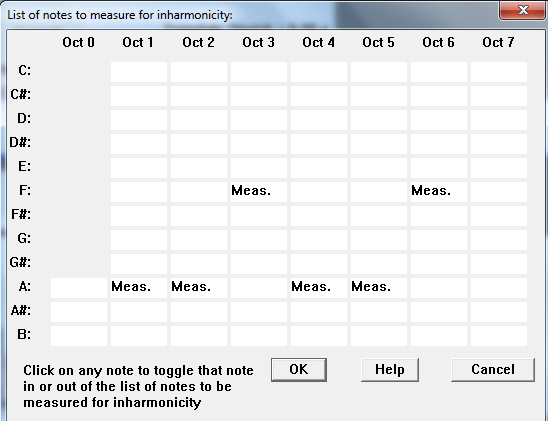 List of notes to measure for inharmonicity:
Oct 0 Oct 1 Oct 2 Oct 3 Oct 4 Oct 5 Oct 6 Oct 7
C:
C#:
D:
D#:
E:
F: Meas. Meas.
F#:
G:
G#:
A: Meas. Meas. Meas. Meas.
A#:
B:
Click on any note to toggle that note
in or out of the list of notes to be
measured for inharmonicity
OK Help Cancel